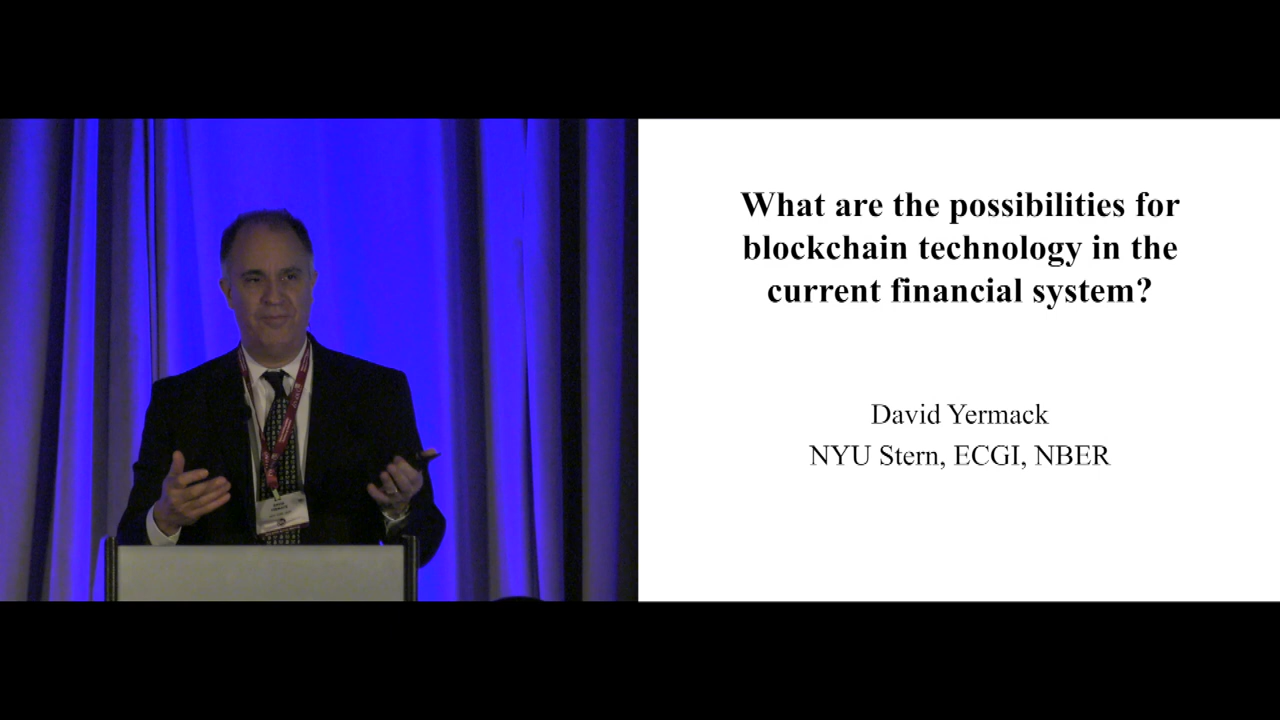 What are the possibilities for
blockchain technology in the
current financial system?
David Yermack
NYU Stern, ECGI, NBER